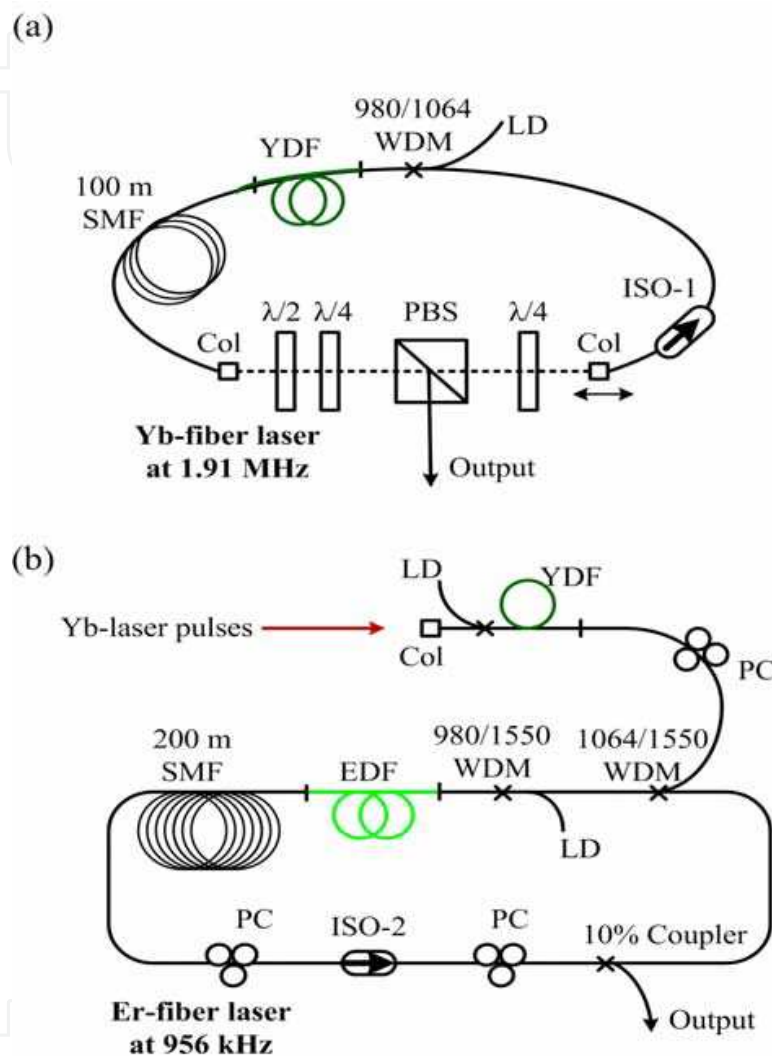 (a)
980/1064
WDM
LD
YDF
100 m
SMF
ISO-1
λ/2
λ/4
PBS
λ/4
Col
Col
Yb-fiber laser
at 1.91 MHz
Output
(b)
LD
YDF
Yb-laser pulses
Col
PC
200 m
SMF
EDF
980/1550
WDM
1064/1550
WDM
LD
PC
ISO-2
PC
10% Coupler
Er-fiber laser
at 956 kHz
Output